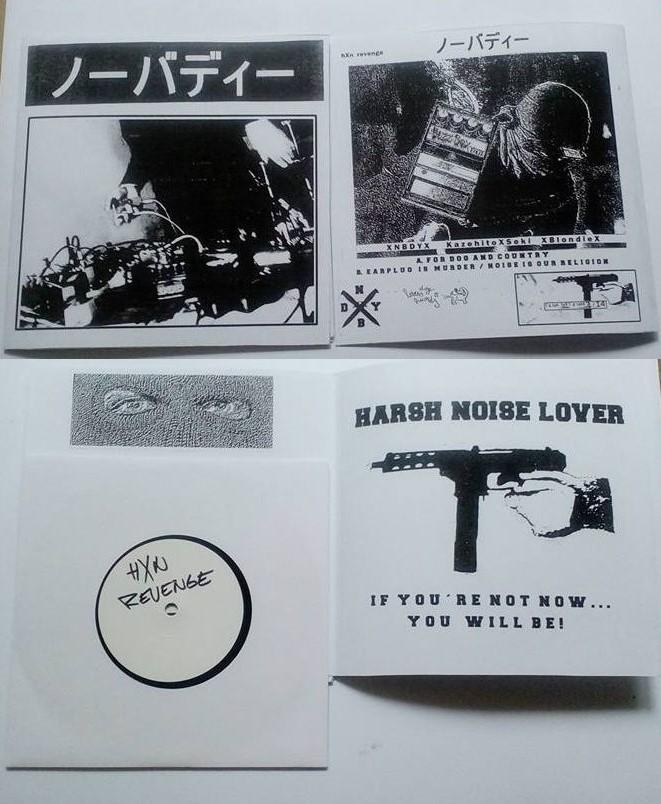 ノーバディー
hXn revenge
ノーバディー
XNBDYX KazehitoXSeki XBlondieX
A. FOR DOG AND COUNTRY
B. EARPLUG IS MURDER / NOISE IS OUR RELIGION
N
D Y
B
HARSH NOISE LOVER
IF YOU'RE NOT NOW...
YOU WILL BE!
HXN
REVENGE